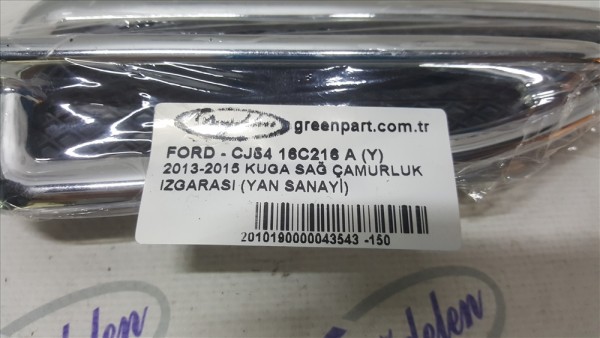 greenpart.com.tr
FORD - CJ54 16C216 A (Y)
2013-2015 KUGA SAĞ ÇAMURLUK
IZGARASI (YAN SANAYİ)
2010190000043543 -150